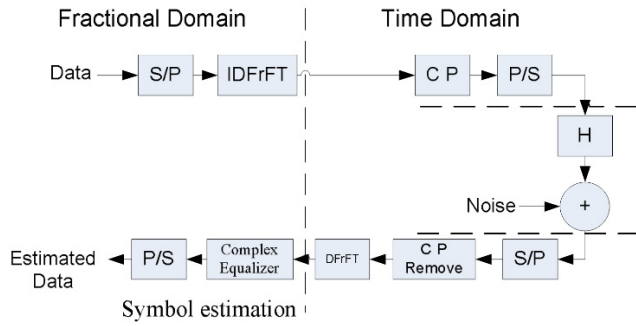 Fractional Domain
Time Domain
Data
S/P
IDFrFT
C P
P/S
H
Noise
+
Estimated
Data
P/S
Complex
Equalizer
DFrFT
C P
Remove
S/P
Symbol estimation